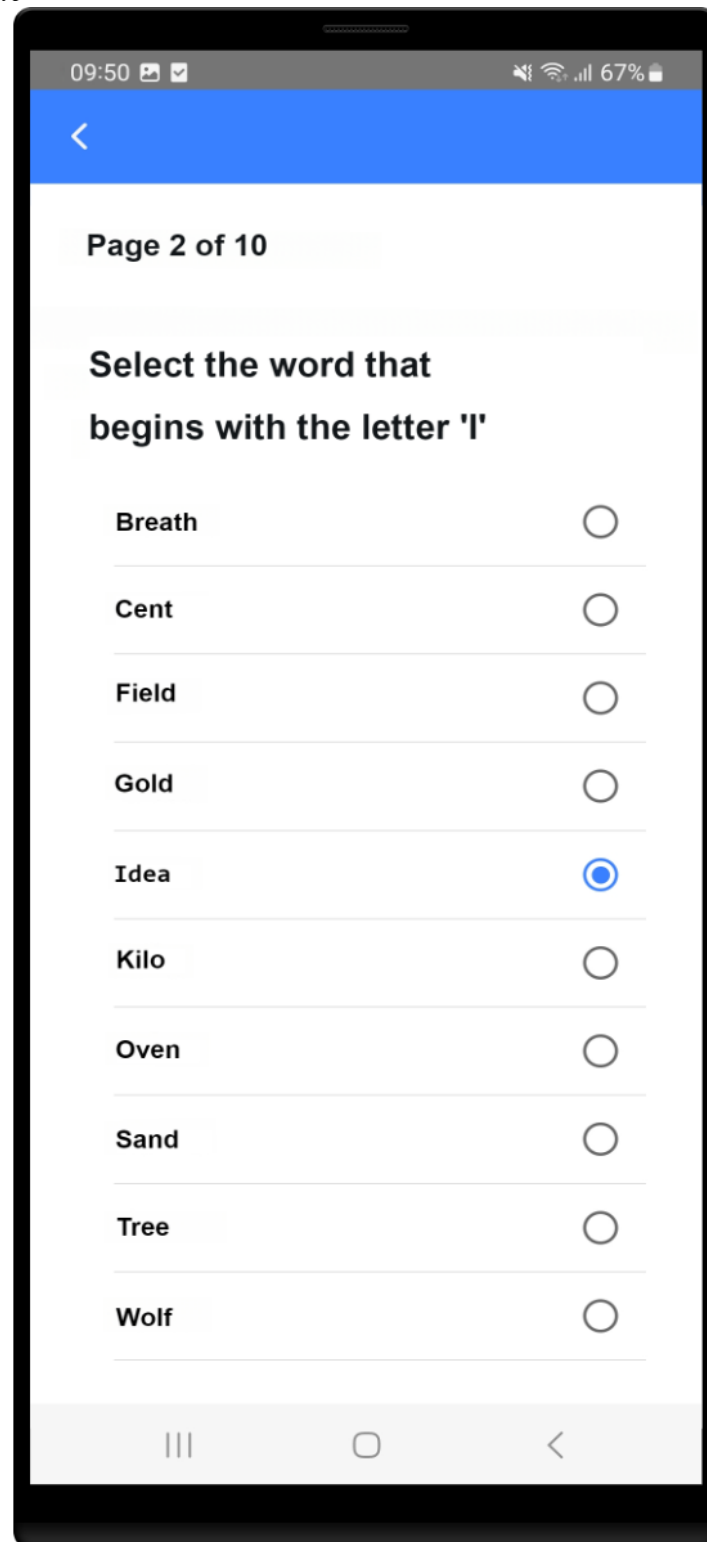 09:50 67%
Page 2 of 10
Select the word that
begins with the letter 'I'
Breath
Cent
Field
Gold
Idea
Kilo
Oven
Sand
Tree
Wolf